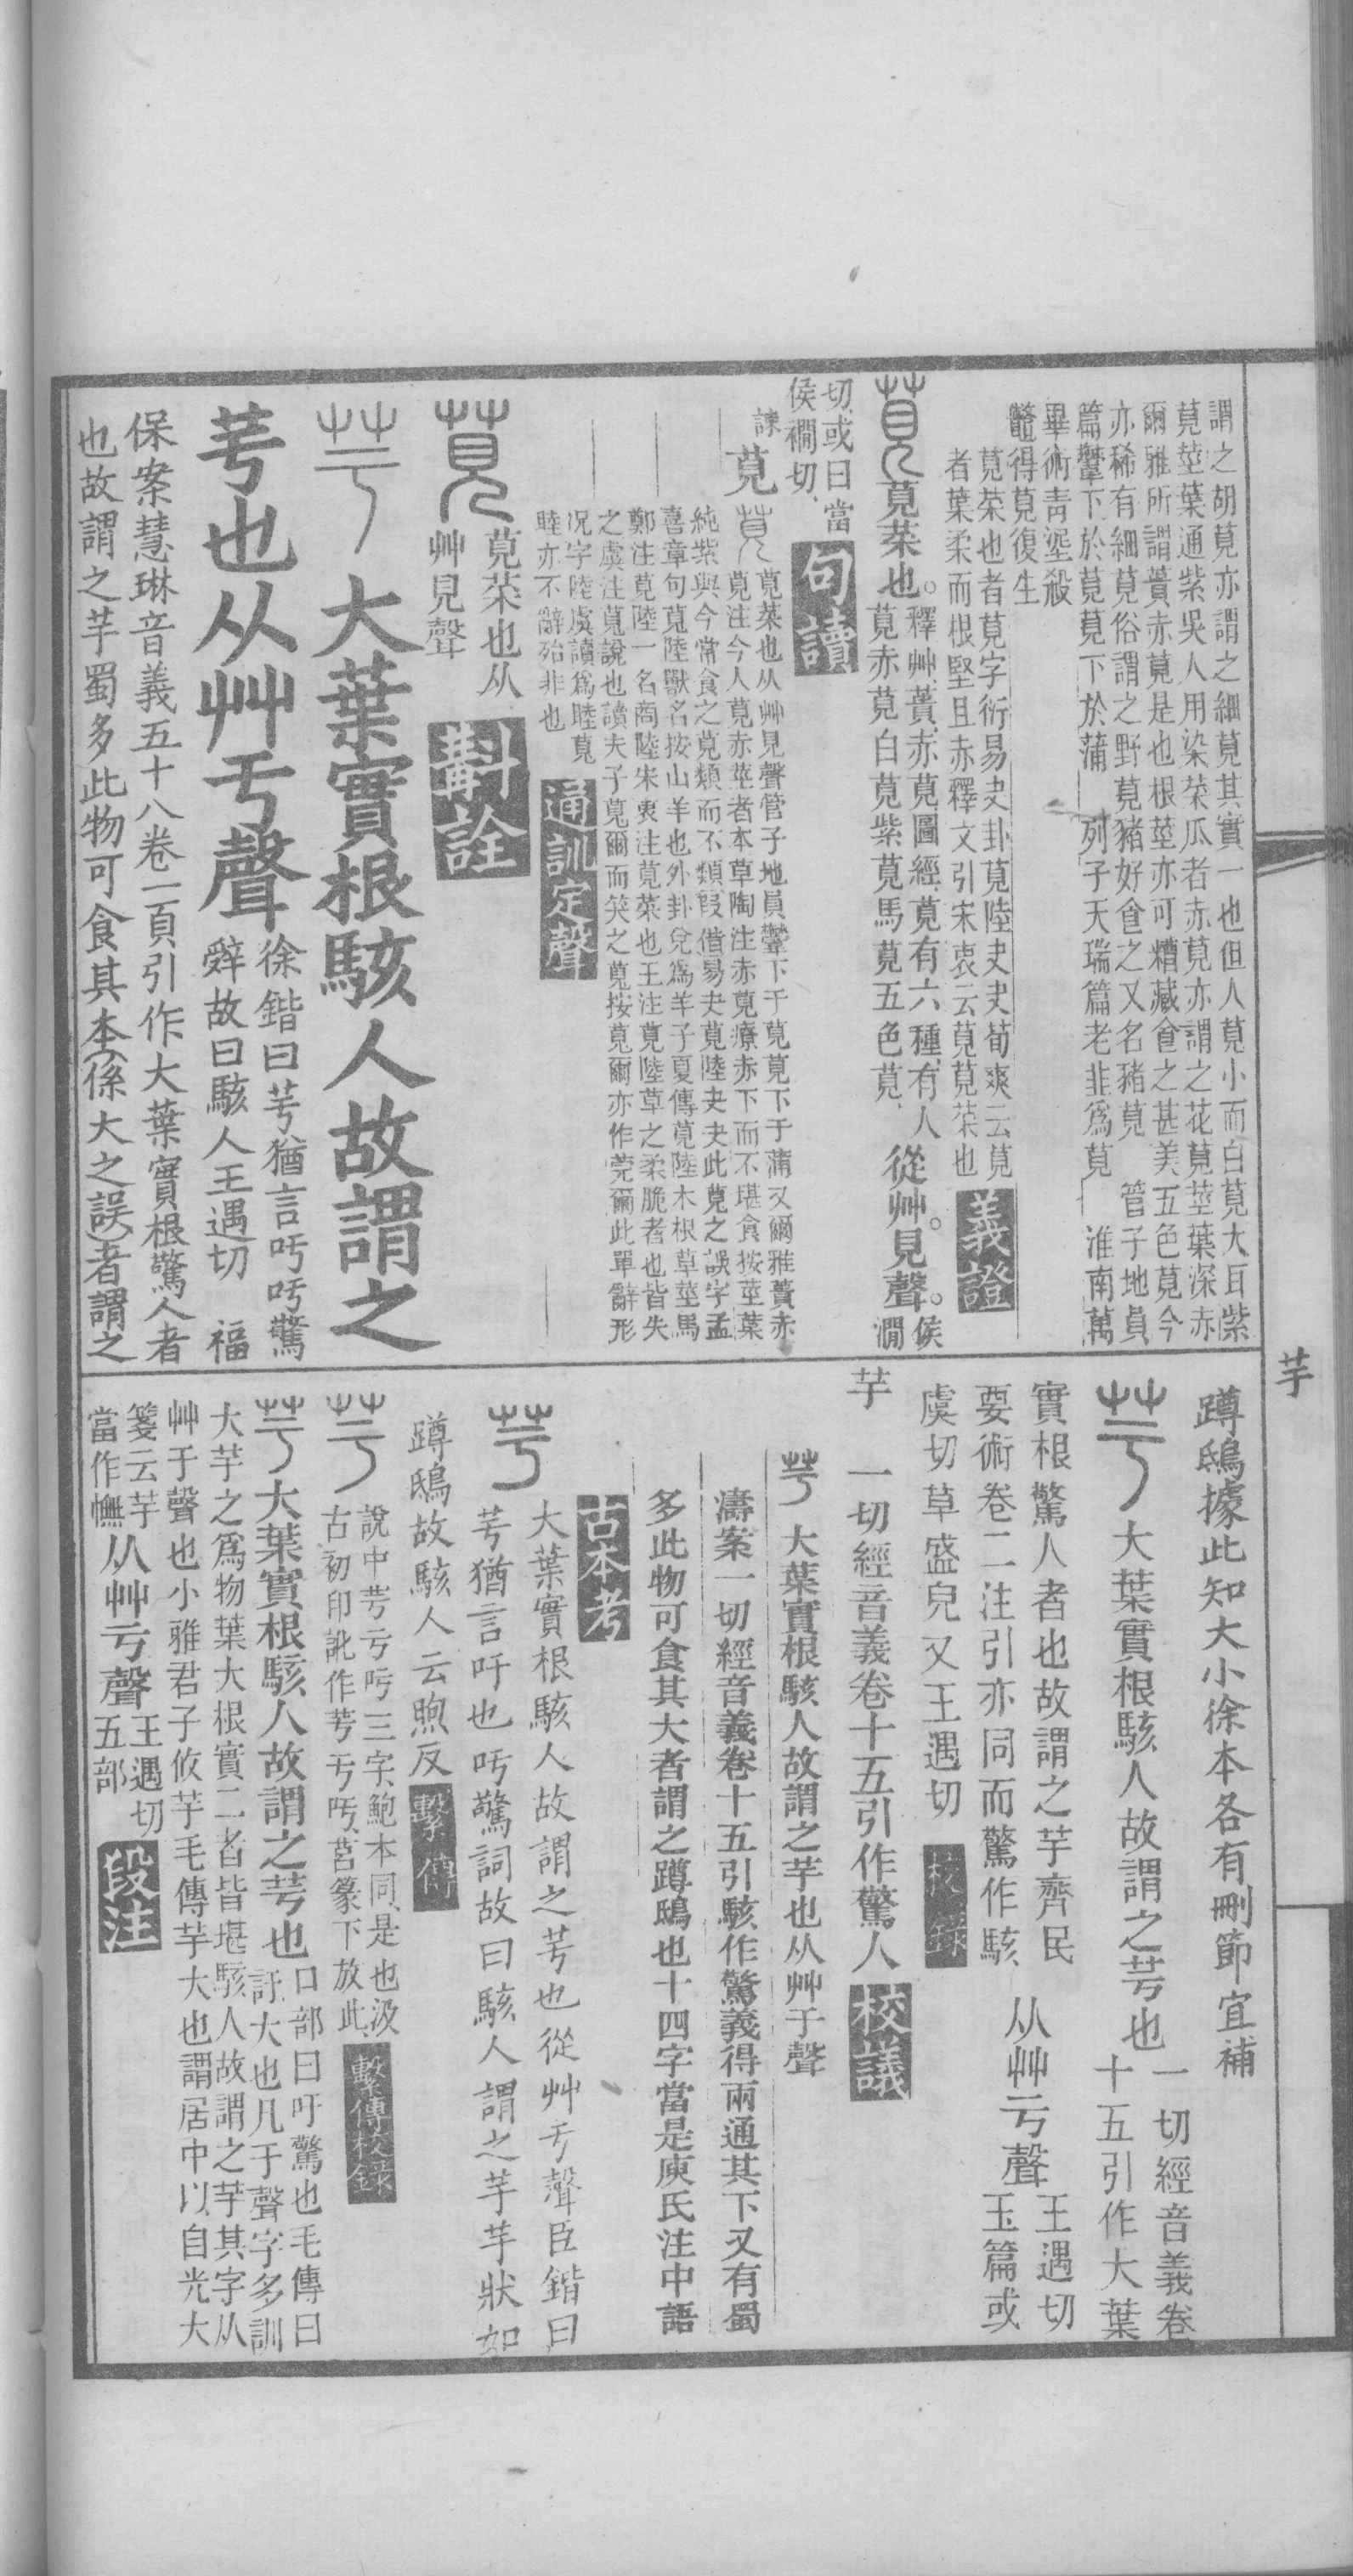 謂之胡莧亦謂之細莧其實一也但人莧小而白莧大耳紫
莧莖葉通紫吳人用染菜瓜者赤莧亦謂之花莧莖葉深赤
爾雅所謂蕢赤莧是也根莖亦可糟藏食之甚美五色莧今
亦稀有細莧俗謂之野莧豬好食之又名豬莧 管子地員
篇虉下於莧莧下於蒲 列子天瑞篇老韭爲莧 淮南萬
畢術青埿殺
鼈得莧復生
莧菜也者莧字衍易夬卦莧陸夬夬荀爽云莧
者葉柔而根堅且赤釋文引宋衷云莧莧菜也
義證
莧 莧菜也。
釋艸蕢赤莧圖經莧有六種有人
莧赤莧白莧紫莧馬莧五色莧
從艸。見聲。
侯澗
切或曰當
侯襉切
句讀
諫
莧
莧菜也从艸見聲管子地員虉下于莧莧下于蒲又爾雅蕢赤
莧注今人莧赤莖者本草陶注赤莧療赤下而不堪食按莖葉
純紫與今常食之莧類而不類叚借易夬莧陸夬夬此莧之誤字孟
喜章句莧陸獸名按山羊也外卦兌爲羊子夏傳莧陸木根草莖馬
鄭注莧陸一名商陸宋衷注莧菜也王注莧陸草之柔脆者也皆失
之虞注莧說也讀夫子莧爾而笑之莧按莧爾亦作莞爾此單辭形
況字陸虞讀爲睦莧
睦亦不辭殆非也
通訓定聲
莧
莧菜也从
艸見聲
斠詮
芌 大葉實根駭人故謂之
芌也从艸亏聲
徐鍇曰芌猶言吁吁驚
辭故曰駭人王遇切 福
保案慧琳音義五十八卷一頁引作大葉實根驚人者
也故謂之芋蜀多此物可食其本(係大之誤)者謂之
芋
蹲鴟據此知大小徐本各有刪節宜補
芌 大葉實根駭人故謂之芌也
一切經音義卷
十五引作大葉
實根驚人者也故謂之芋齊民
要術卷二注引亦同而驚作駭
从艸亏聲
王遇切
玉篇或
虞切草盛皃又王遇切
校錄
芋 一切經音義卷十五引作驚人
校議
芌 大葉實根駭人故謂之芋也从艸于聲
濤案一切經音義卷十五引駭作驚義得兩通其下又有蜀
多此物可食其大者謂之蹲鴟也十四字當是庾氏注中語
古本考
芌
大葉實根駭人故謂之芌也從艸亏聲臣鍇曰
芌猶言吁也吁驚詞故曰駭人謂之芋芋狀如
蹲鴟故駭人云煦反
繫傳
芌
說中芌亏吁三字鮑本同是也汲
古初印訛作芌亏吁莒篆下放此
繫傳校錄
芌 大葉實根駭人故謂之芌也
口部曰吁驚也毛傳曰
訏大也凡于聲字多訓
大芋之爲物葉大根實二者皆堪駭人故謂之芋其字从
艸于聲也小雅君子攸芋毛傳芋大也謂居中以自光大
箋云芋
當作幠
从艸亏聲
王遇切
五部
段注